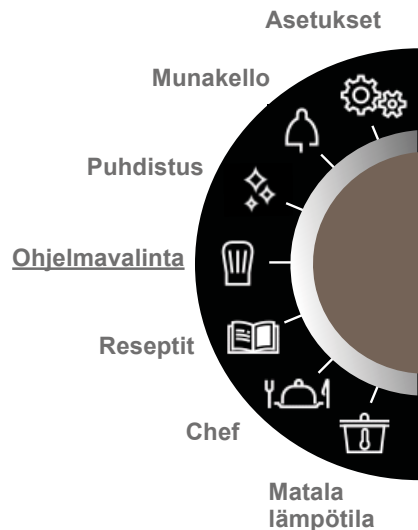 Asetukset
Munakello
Puhdistus
Ohjelmavalinta
Reseptit
Chef
Matala
lämpötila